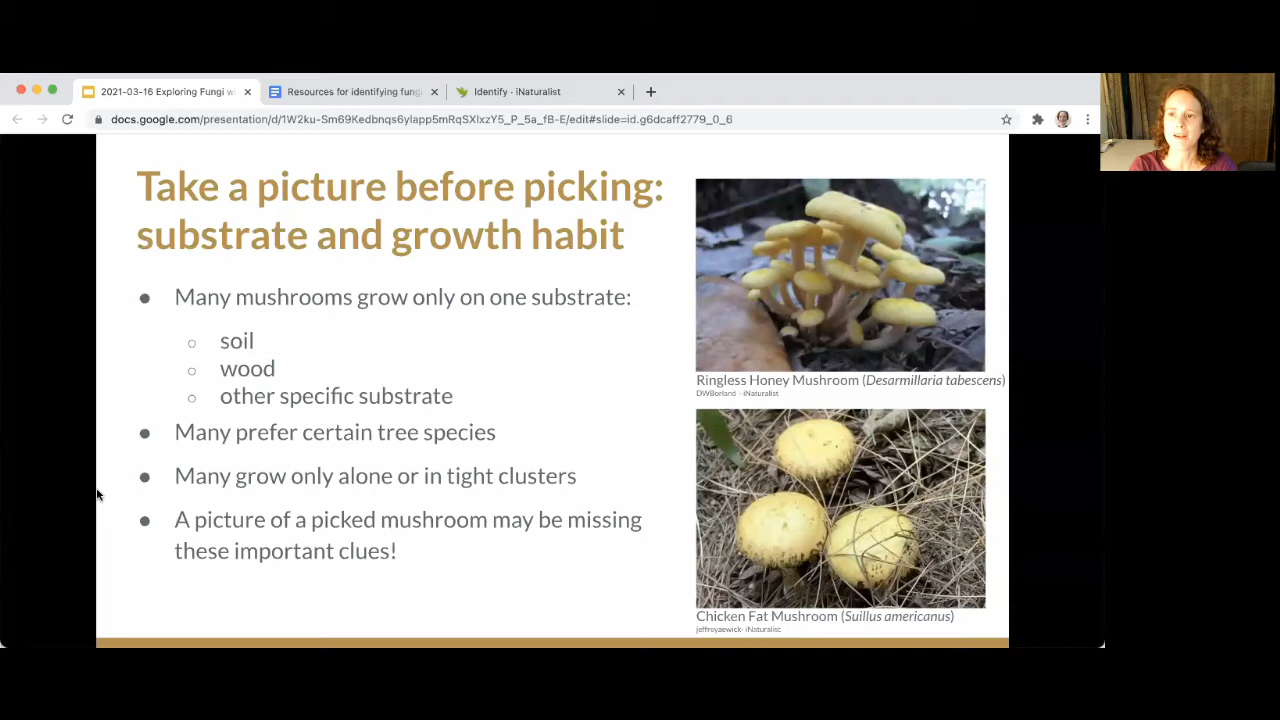 2021-03-16 Exploring Fungi wi
Resources for identifying fungi
Identify · iNaturalist
docs.google.com/presentation/d/1W2ku-Sm69Kedbnqs6ylapp5mRqSXlxzY5_P_5a_fB-E/edit#slide=id.g6dcaff2779_0_6
Take a picture before picking:
substrate and growth habit
● Many mushrooms grow only on one substrate:
○ soil
○ wood
○ other specific substrate
● Many prefer certain tree species
● Many grow only alone or in tight clusters
● A picture of a picked mushroom may be missing
these important clues!
Ringless Honey Mushroom (Desarmillaria tabescens)
DWBorland - iNaturalist
Chicken Fat Mushroom (Suillus americanus)
jeffreyaewick- iNaturalist